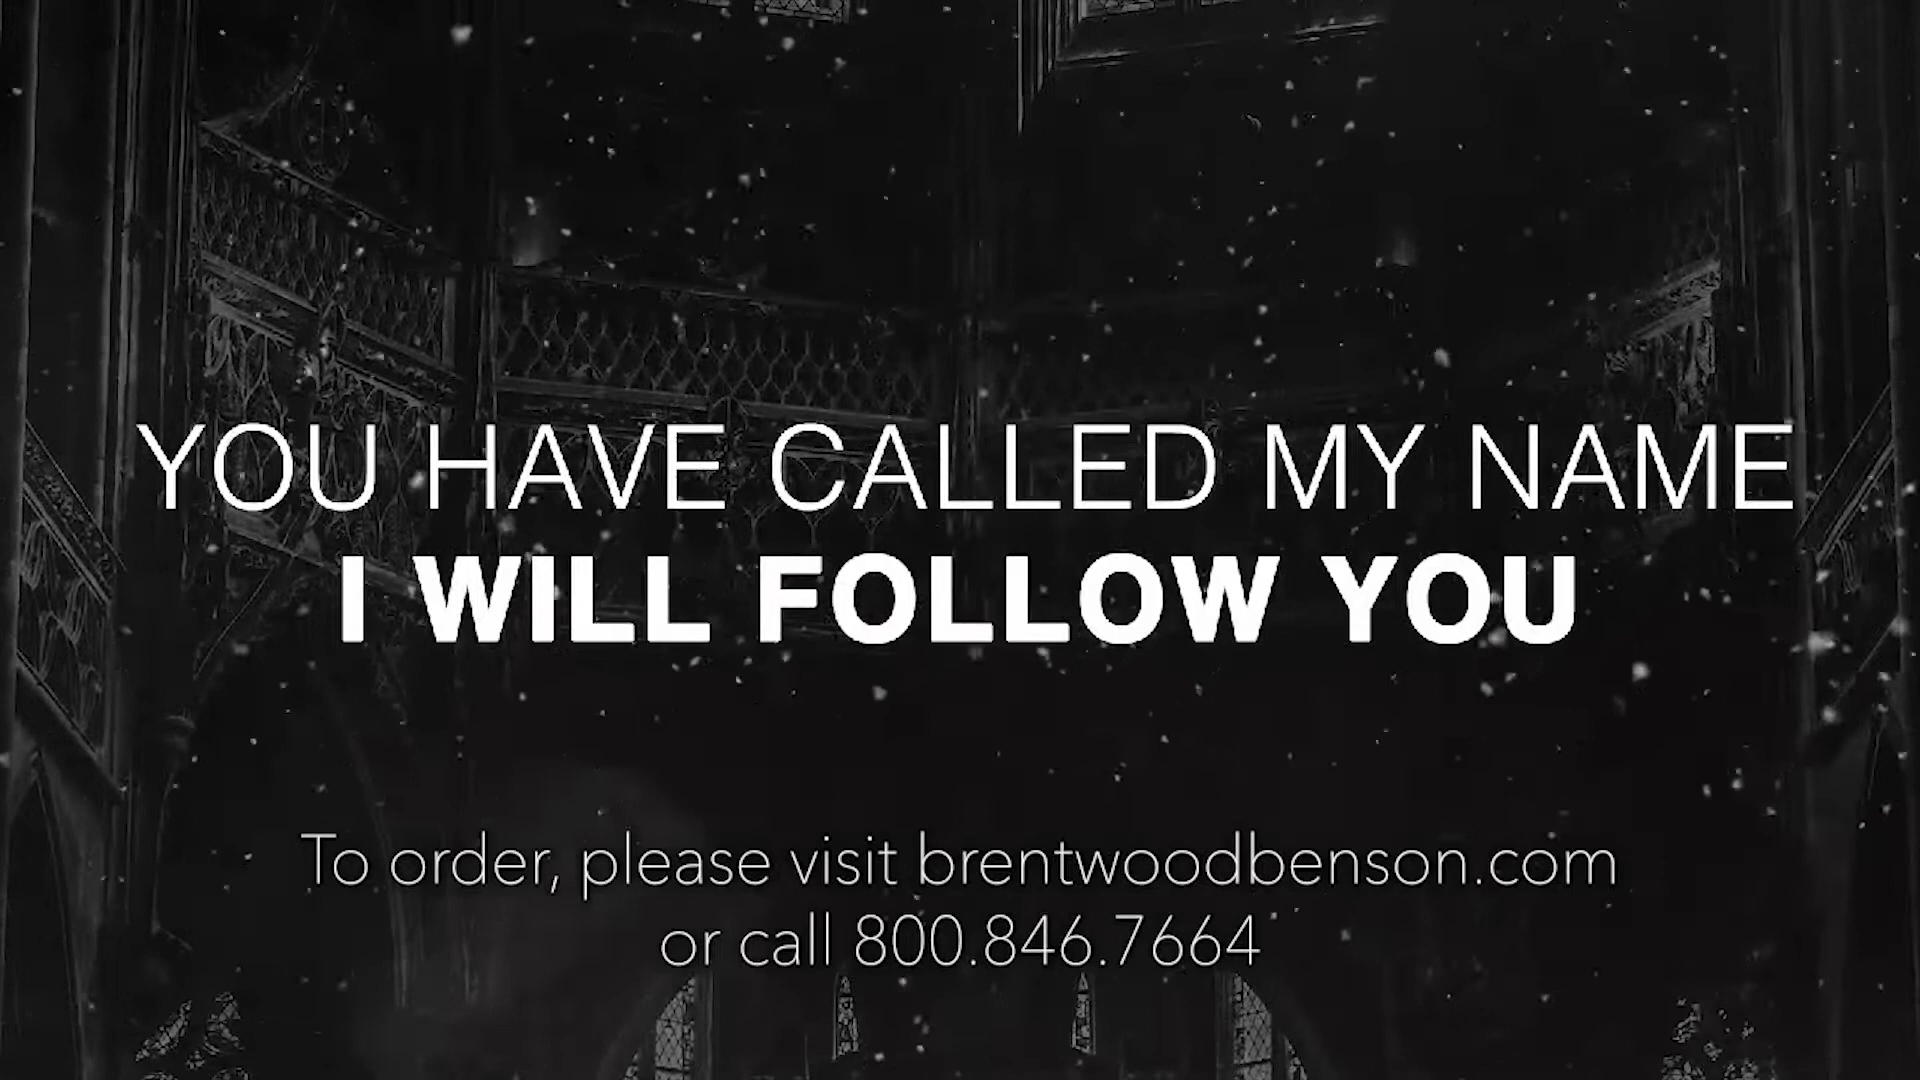 YOU HAVE CALLED MY NAME
I WILL FOLLOW YOU
To order, please visit brentwoodbenson.com
or call 800.846.7664